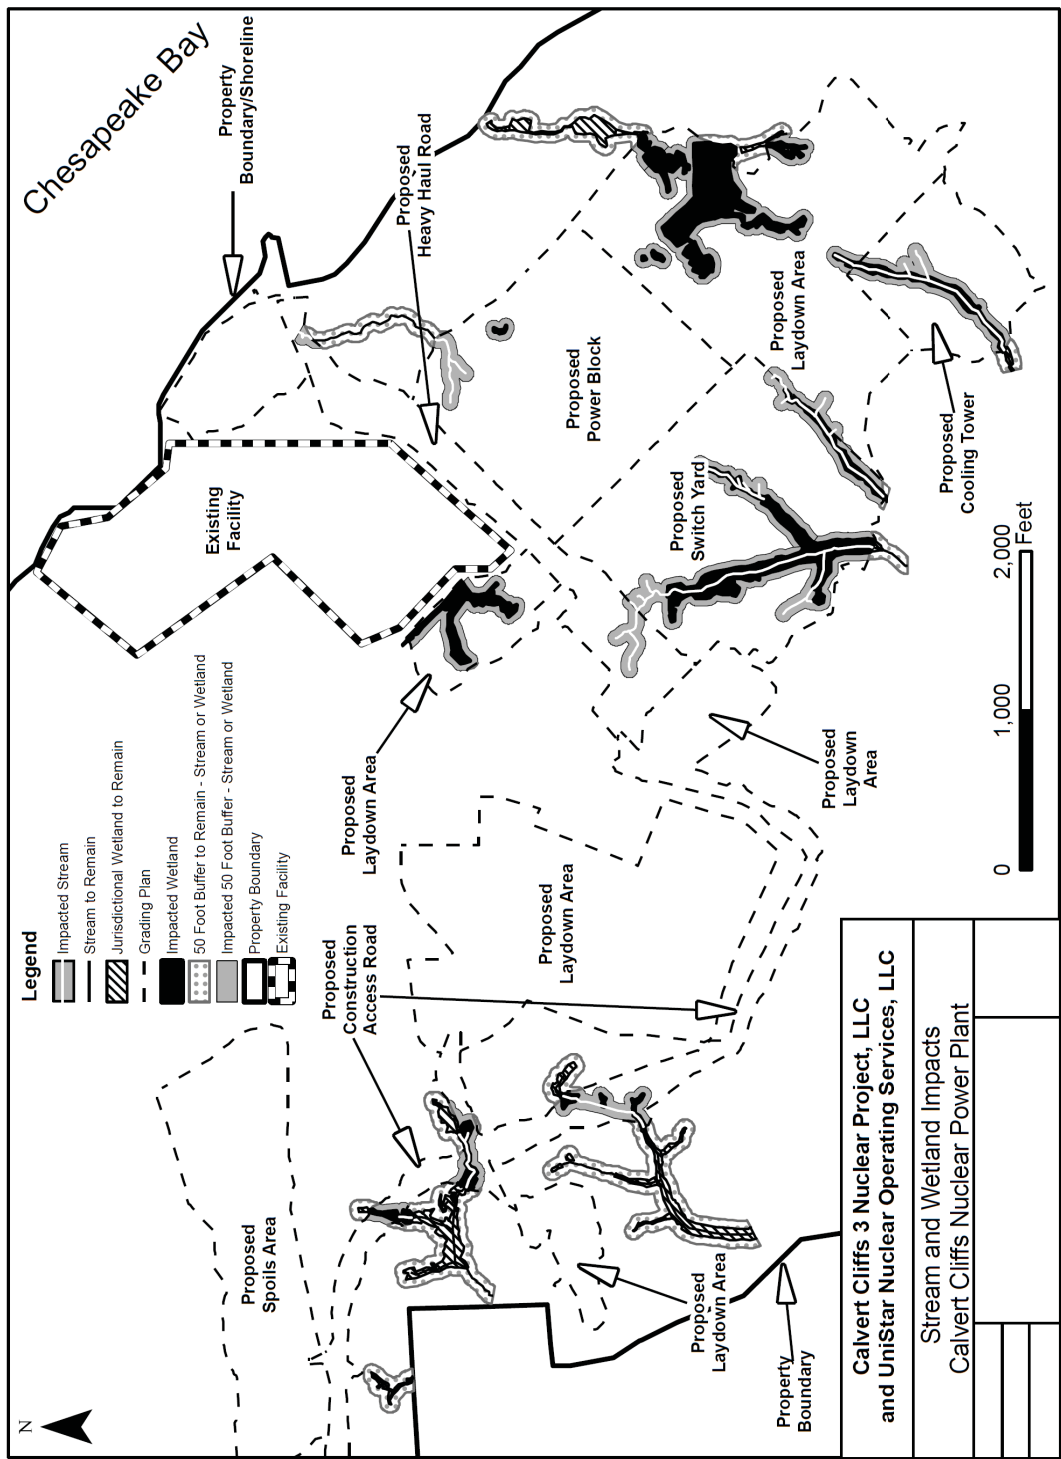 Chesapeake Bay
Property
Boundary/Shoreline
Proposed
Heavy Haul Road
Existing
Facility
Proposed
Power Block
Proposed
Laydown Area
Proposed
Switch Yard
Proposed
Cooling Tower
Proposed
Laydown Area
Proposed
Laydown
Area
Proposed
Laydown Area
Proposed
Construction
Access Road
Proposed
Spoils Area
Proposed
Laydown Area
Property
Boundary
Legend
Impacted Stream
Stream to Remain
Jurisdictional Wetland to Remain
Grading Plan
Impacted Wetland
50 Foot Buffer to Remain - Stream or Wetland
Impacted 50 Foot Buffer - Stream or Wetland
Property Boundary
Existing Facility
N
0 1,000 2,000
Feet
Calvert Cliffs 3 Nuclear Project, LLC
and UniStar Nuclear Operating Services, LLC
Stream and Wetland Impacts
Calvert Cliffs Nuclear Power Plant